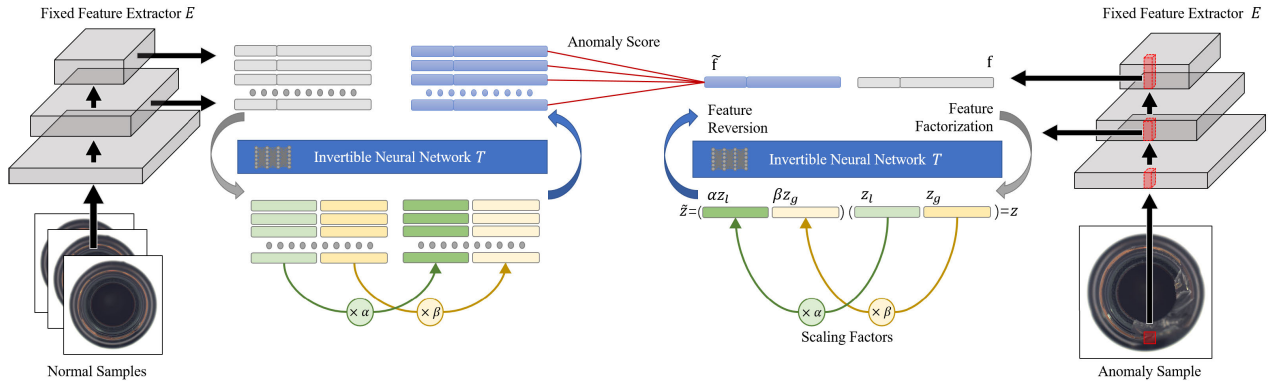 Fixed Feature Extractor E
Anomaly Score
f̃
f
Fixed Feature Extractor E
Feature
Reversion
Feature
Factorization
Invertible Neural Network T
Invertible Neural Network T
αz_l
βz_g
z_l
z_g
z̃=(
)
(
)=z
× α
× β
× α
× β
Scaling Factors
Normal Samples
Anomaly Sample